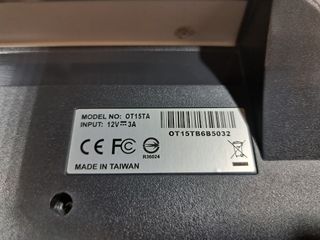 MODEL NO: OT15TA
INPUT: 12V⎓3A
OT15TB6B5032
CE FC
R36024
MADE IN TAIWAN